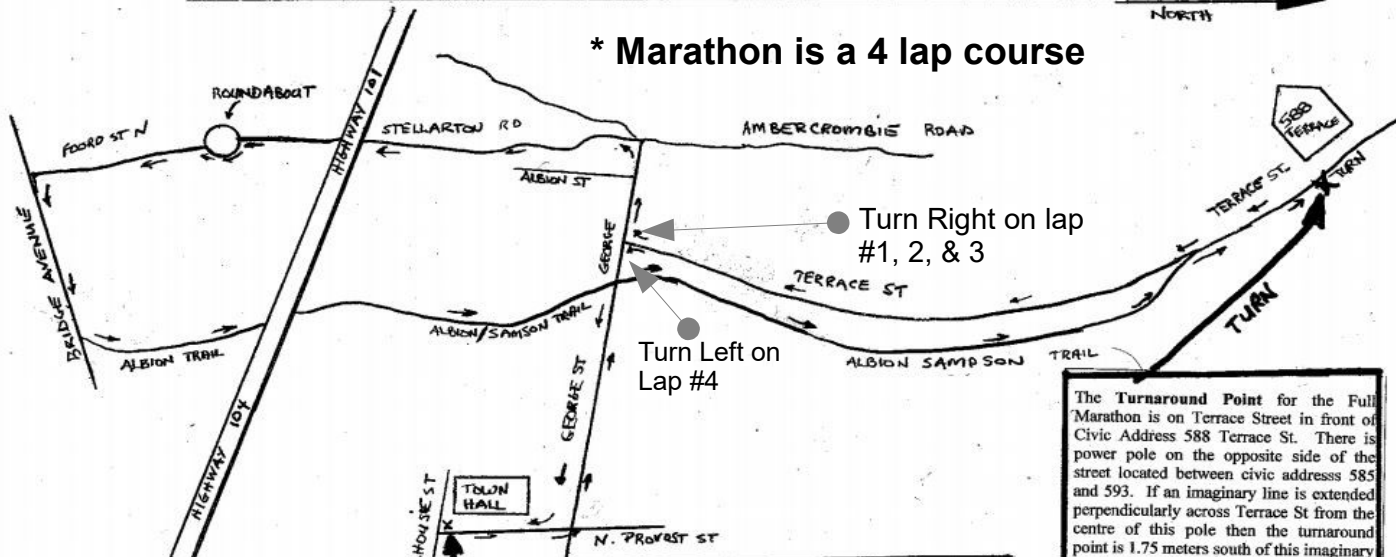 NORTH
* Marathon is a 4 lap course
ROUNDABOUT
HIGHWAY 101
FOORD ST N
STELLARTON RD
AMBERCROMBIE ROAD
588
TERRACE
ALBION ST
TERRACE ST.
TURN
BRIDGE AVENUE
GEORGE
Turn Right on lap
#1, 2, & 3
TERRACE ST
TURN
ALBION TRAIL
ALBION/SAMSON TRAIL
Turn Left on
Lap #4
ALBION SAMPSON TRAIL
GEORGE ST
HIGHWAY 104
The Turnaround Point for the Full
Marathon is on Terrace Street in front of
Civic Address 588 Terrace St. There is
power pole on the opposite side of the
street located between civic addresss 585
and 593. If an imaginary line is extended
perpendicularly across Terrace St from the
centre of this pole then the turnaround
point is 1.75 meters south of this imaginary
TOWN
HALL
N. PROVOST ST